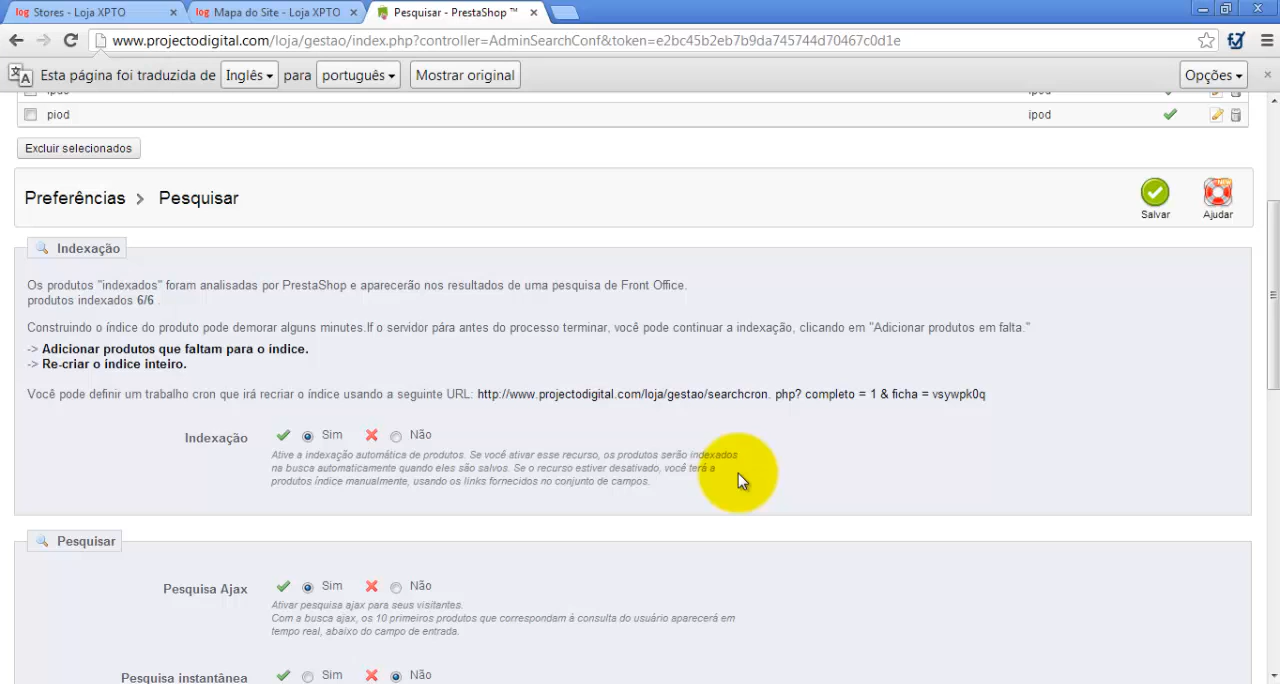 log Stores - Loja XPTO
log Mapa do Site - Loja XPTO
Pesquisar - PrestaShop ™
www.projectodigital.com/loja/gestao/index.php?controller=AdminSearchConf&token=e2bc45b2eb7b9da745744d70467c0d1e
Esta página foi traduzida de Inglês para português Mostrar original Opções
piod ipod
Excluir selecionados
Preferências > Pesquisar
Salvar Ajudar
Indexação
Os produtos "indexados" foram analisadas por PrestaShop e aparecerão nos resultados de uma pesquisa de Front Office.
produtos indexados 6/6 .
Construindo o índice do produto pode demorar alguns minutes.If o servidor pára antes do processo terminar, você pode continuar a indexação, clicando em "Adicionar produtos em falta."
-> Adicionar produtos que faltam para o índice.
-> Re-criar o índice inteiro.
Você pode definir um trabalho cron que irá recriar o índice usando a seguinte URL: http://www.projectodigital.com/loja/gestao/searchcron. php? completo = 1 & ficha = vsywpk0q
Indexação Sim Não
Ative a indexação automática de produtos. Se você ativar esse recurso, os produtos serão indexados
na busca automaticamente quando eles são salvos. Se o recurso estiver desativado, você terá a
produtos índice manualmente, usando os links fornecidos no conjunto de campos.
Pesquisar
Pesquisa Ajax Sim Não
Ativar pesquisa ajax para seus visitantes.
Com a busca ajax, os 10 primeiros produtos que correspondam à consulta do usuário aparecerá em
tempo real, abaixo do campo de entrada.
Pesquisa instantânea Sim Não